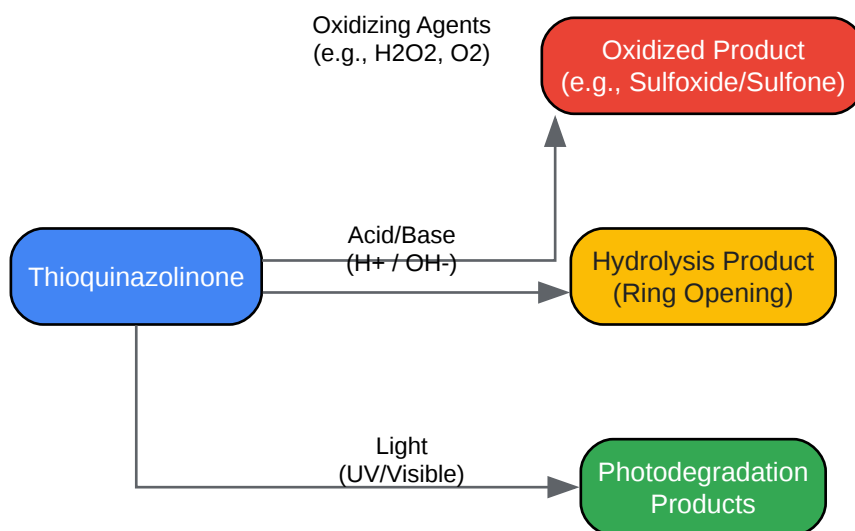 Oxidizing Agents
(e.g., H2O2, O2)
Oxidized Product
(e.g., Sulfoxide/Sulfone)
Thioquinazolinone
Acid/Base
(H+ / OH-)
Hydrolysis Product
(Ring Opening)
Light
(UV/Visible)
Photodegradation
Products